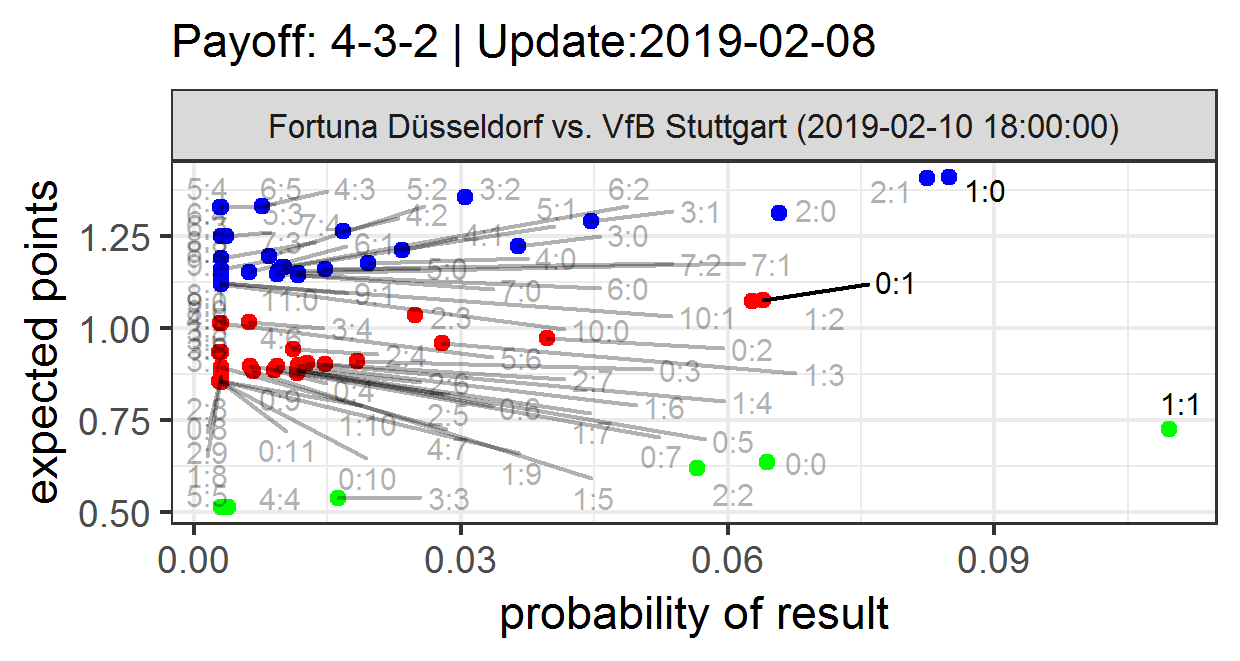 Payoff: 4-3-2 | Update:2019-02-08
Fortuna Düsseldorf vs. VfB Stuttgart (2019-02-10 18:00:00)
expected points
1.25
1.00
0.75
0.50
5:4 6:5 4:3 5:2 3:2 6:2 2:1 1:0
5:3 7:4 4:2 5:1 3:1 2:0
7:3 6:1 4:1 3:0
5:0 4:0 7:2 7:1
11:0 9:1 7:0 6:0 0:1
3:4 2:3 10:0 10:1 1:2
4:6 2:4 5:6 0:2
0:4 2:6 2:7 0:3 1:3
0:9 2:5 0:6 1:6 1:4 1:1
0:8 1:10 1:7
2:9 0:11 4:7 0:7 0:5
1:8 0:10 1:9 0:0
5:5 4:4 3:3 1:5 2:2
0.00 0.03 0.06 0.09
probability of result